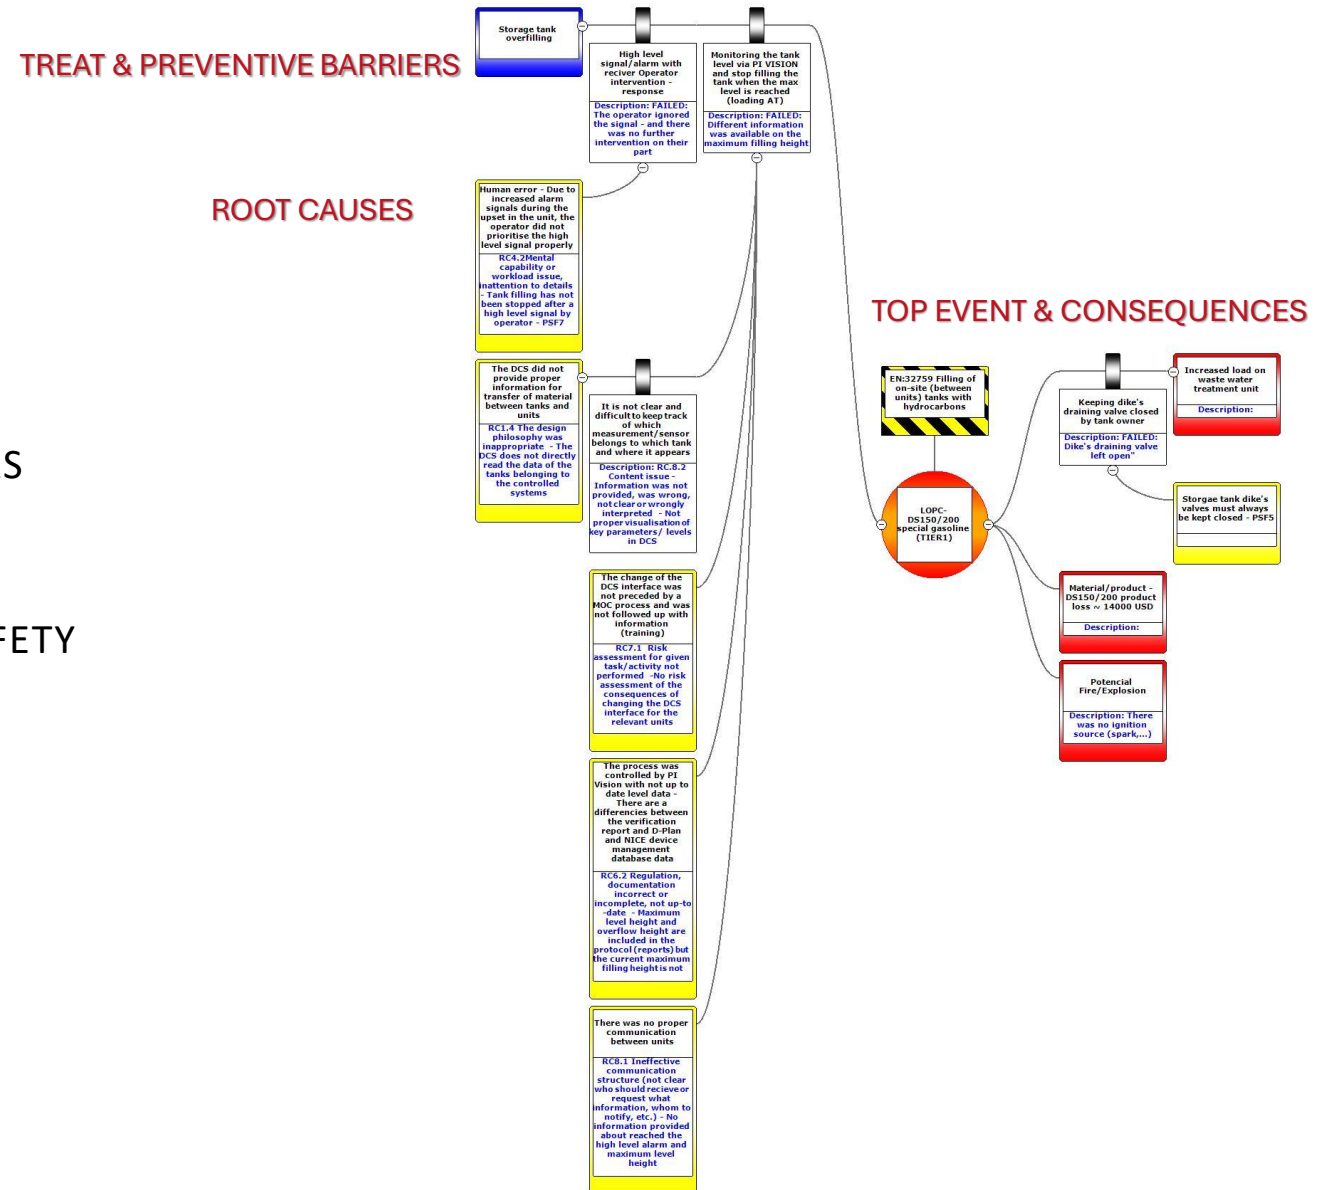 TREAT & PREVENTIVE BARRIERS
Storage tank
overfilling
High level
signal/alarm with
reciver Operator
intervention -
response
Description: FAILED:
The operator ignored
the signal - and there
was no further
intervention on their
part
Monitoring the tank
level via PI VISION
and stop filling the
tank when the max
level is reached
(loading AT)
Description: FAILED:
Different information
was available on the
maximum filling height
ROOT CAUSES
Human error - Due to
increased alarm
signals during the
upset in the unit, the
operator did not
prioritise the high
level signal properly
RC4.2Mental
capability or
workload issue,
inattention to details
- Tank filling has not
been stopped after a
high level signal by
operator - PSF7
The DCS did not
provide proper
information for
transfer of material
between tanks and
units
RC1.4 The design
philosophy was
inappropriate - The
DCS does not directly
read the data of the
tanks belonging to
the controlled
systems
It is not clear and
difficult to keep track
of which
measurement/sensor
belongs to which tank
and where it appears
Description: RC.8.2
Content issue -
Information was not
provided, was wrong,
not clear or wrongly
interpreted - Not
proper visualisation of
key parameters/ levels
in DCS
The change of the
DCS interface was
not preceded by a
MOC process and was
not followed up with
information
(training)
RC7.1 Risk
assessment for given
task/activity not
performed -No risk
assessment of the
consequences of
changing the DCS
interface for the
relevant units
The process was
controlled by PI
Vision with not up to
date level data -
There are a
differencies between
the verification
report and D-Plan
and NICE device
management
database data
RC6.2 Regulation,
documentation
incorrect or
incomplete, not up-to
-date - Maximum
level height and
overflow height are
included in the
protocol (reports) but
the current maximum
filling height is not
There was no proper
communication
between units
RC8.1 Ineffective
communication
structure (not clear
who should recieve or
request what
information, whom to
notify, etc.) - No
information provided
about reached the
high level alarm and
maximum level
height
TOP EVENT & CONSEQUENCES
EN:32759 Filling of
on-site (between
units) tanks with
hydrocarbons
LOPC-
DS150/200
special gasoline
(TIER1)
Keeping dike's
draining valve closed
by tank owner
Description: FAILED:
Dike's draining valve
left open"
Increased load on
waste water
treatment unit
Description:
Storgae tank dike's
valves must always
be kept closed - PSF5
Material/product -
DS150/200 product
loss ~ 14000 USD
Description:
Potencial
Fire/Explosion
Description: There
was no ignition
source (spark,...)
S
FETY